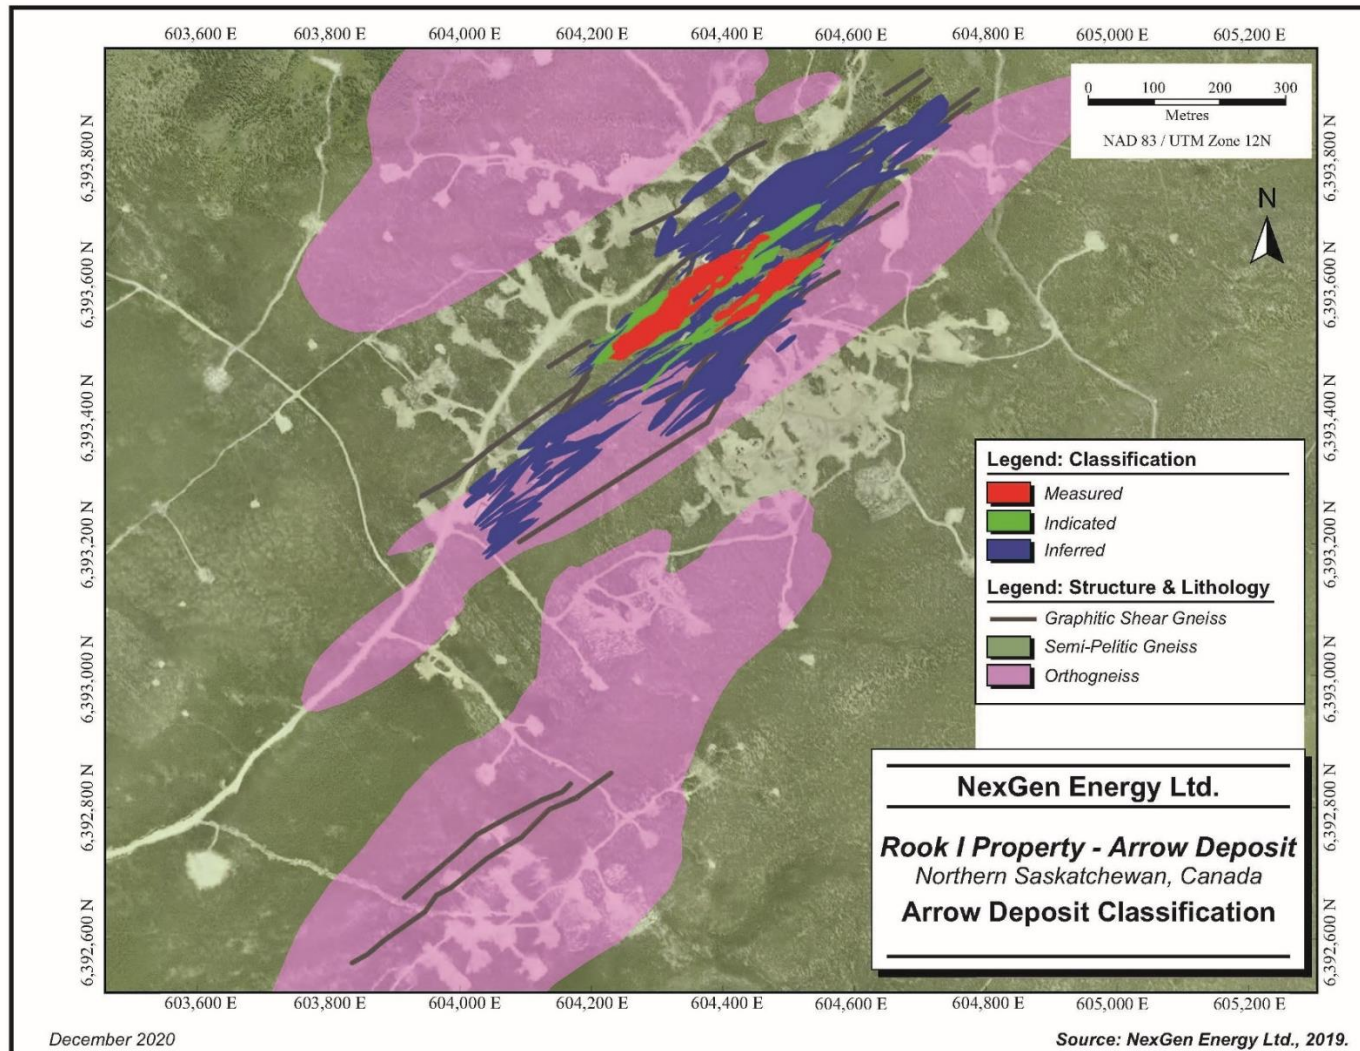 603,600 E 603,800 E 604,000 E 604,200 E 604,400 E 604,600 E 604,800 E 605,000 E 605,200 E
0 100 200 300
Metres
NAD 83 / UTM Zone 12N
N
6,393,800 N
6,393,600 N
6,393,400 N
6,393,200 N
6,393,000 N
6,392,800 N
6,392,600 N
6,393,800 N
6,393,600 N
6,393,400 N
6,393,200 N
6,393,000 N
6,392,800 N
6,392,600 N
Legend: Classification
Measured
Indicated
Inferred
Legend: Structure & Lithology
Graphitic Shear Gneiss
Semi-Pelitic Gneiss
Orthogneiss
NexGen Energy Ltd.
Rook I Property - Arrow Deposit
Northern Saskatchewan, Canada
Arrow Deposit Classification
603,600 E 603,800 E 604,000 E 604,200 E 604,400 E 604,600 E 604,800 E 605,000 E 605,200 E
December 2020
Source: NexGen Energy Ltd., 2019.